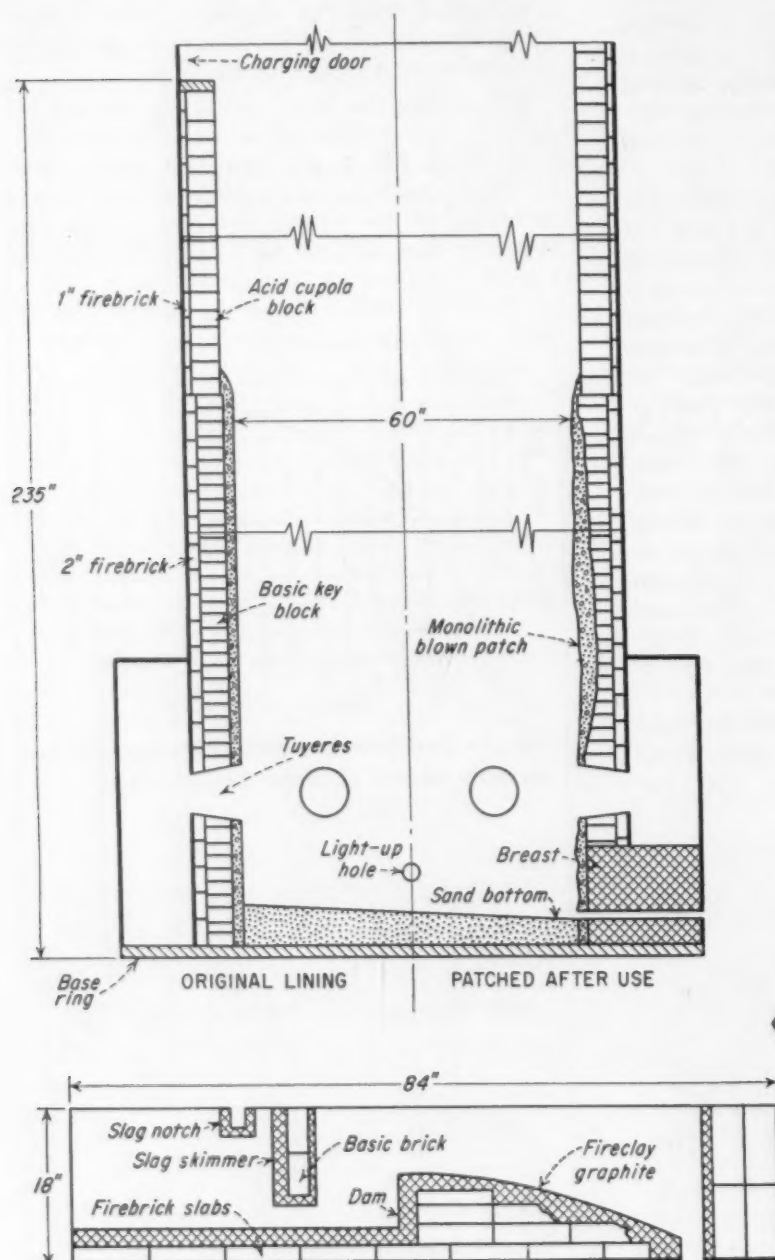 Charging door
1" firebrick
Acid cupola
block
60"
235"
2" firebrick
Basic key
block
Monolithic
blown patch
Tuyeres
Light-up
hole
Breast
Sand bottom
Base
ring
ORIGINAL LINING
PATCHED AFTER USE
84"
Slag notch
Slag skimmer
Basic brick
Fireclay
graphite
18"
Dam
Firebrick slabs